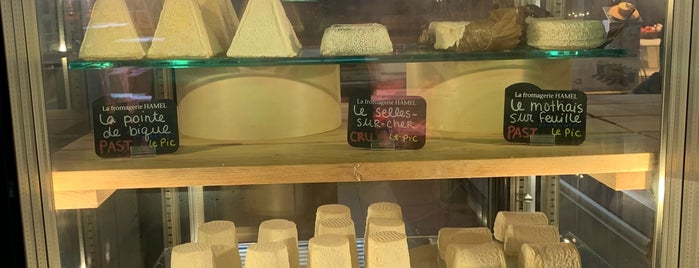 La fromagerie HAMEL
La pointe
de bique
PAST Le Pic
La fromagerie HAMEL
le Selles-
sur-cher
CRU Le Pic
La fromagerie HAMEL
Le mothais
sur feuille
PAST Le Pic